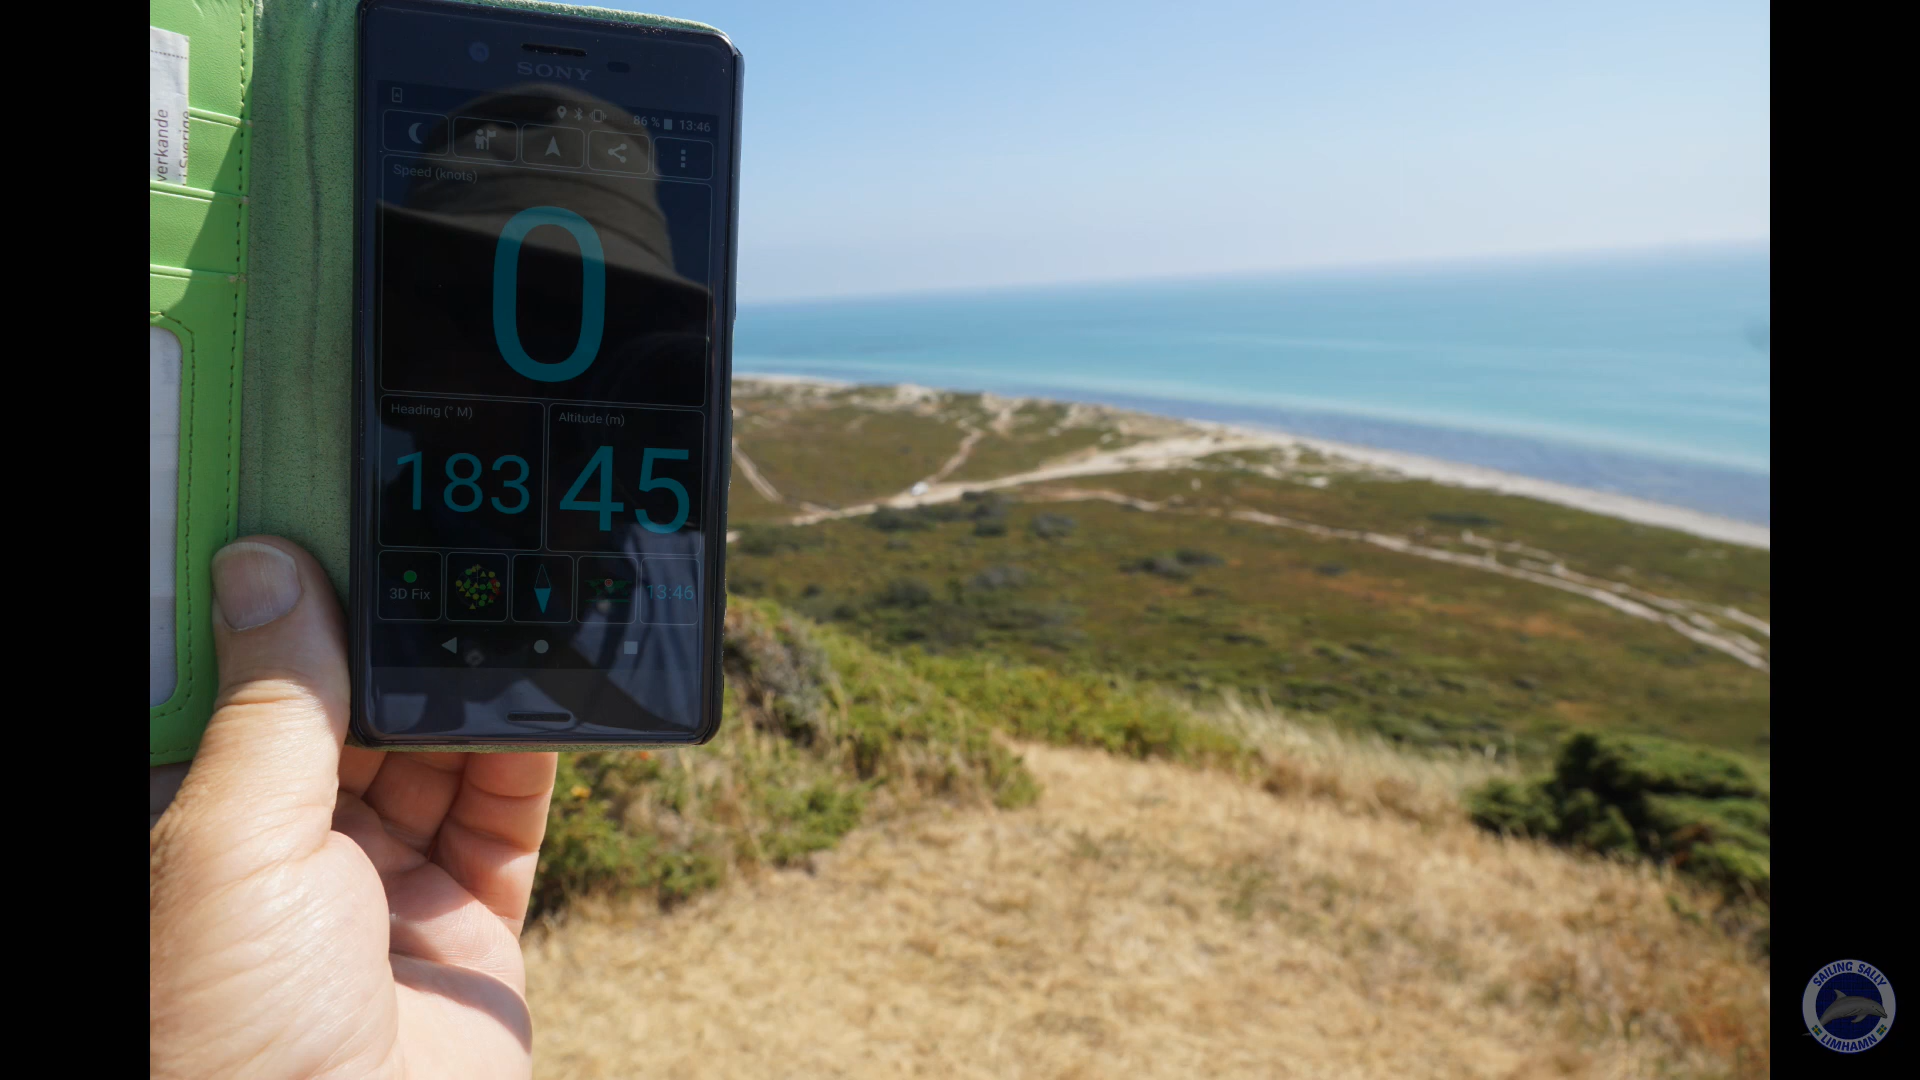 verkande
i Sverige
SONY
86 % 13:46
Speed (knots)
0
Heading (° M)
183
Altitude (m)
45
3D Fix
13:46
SAILING SALLY
LIMHAMN